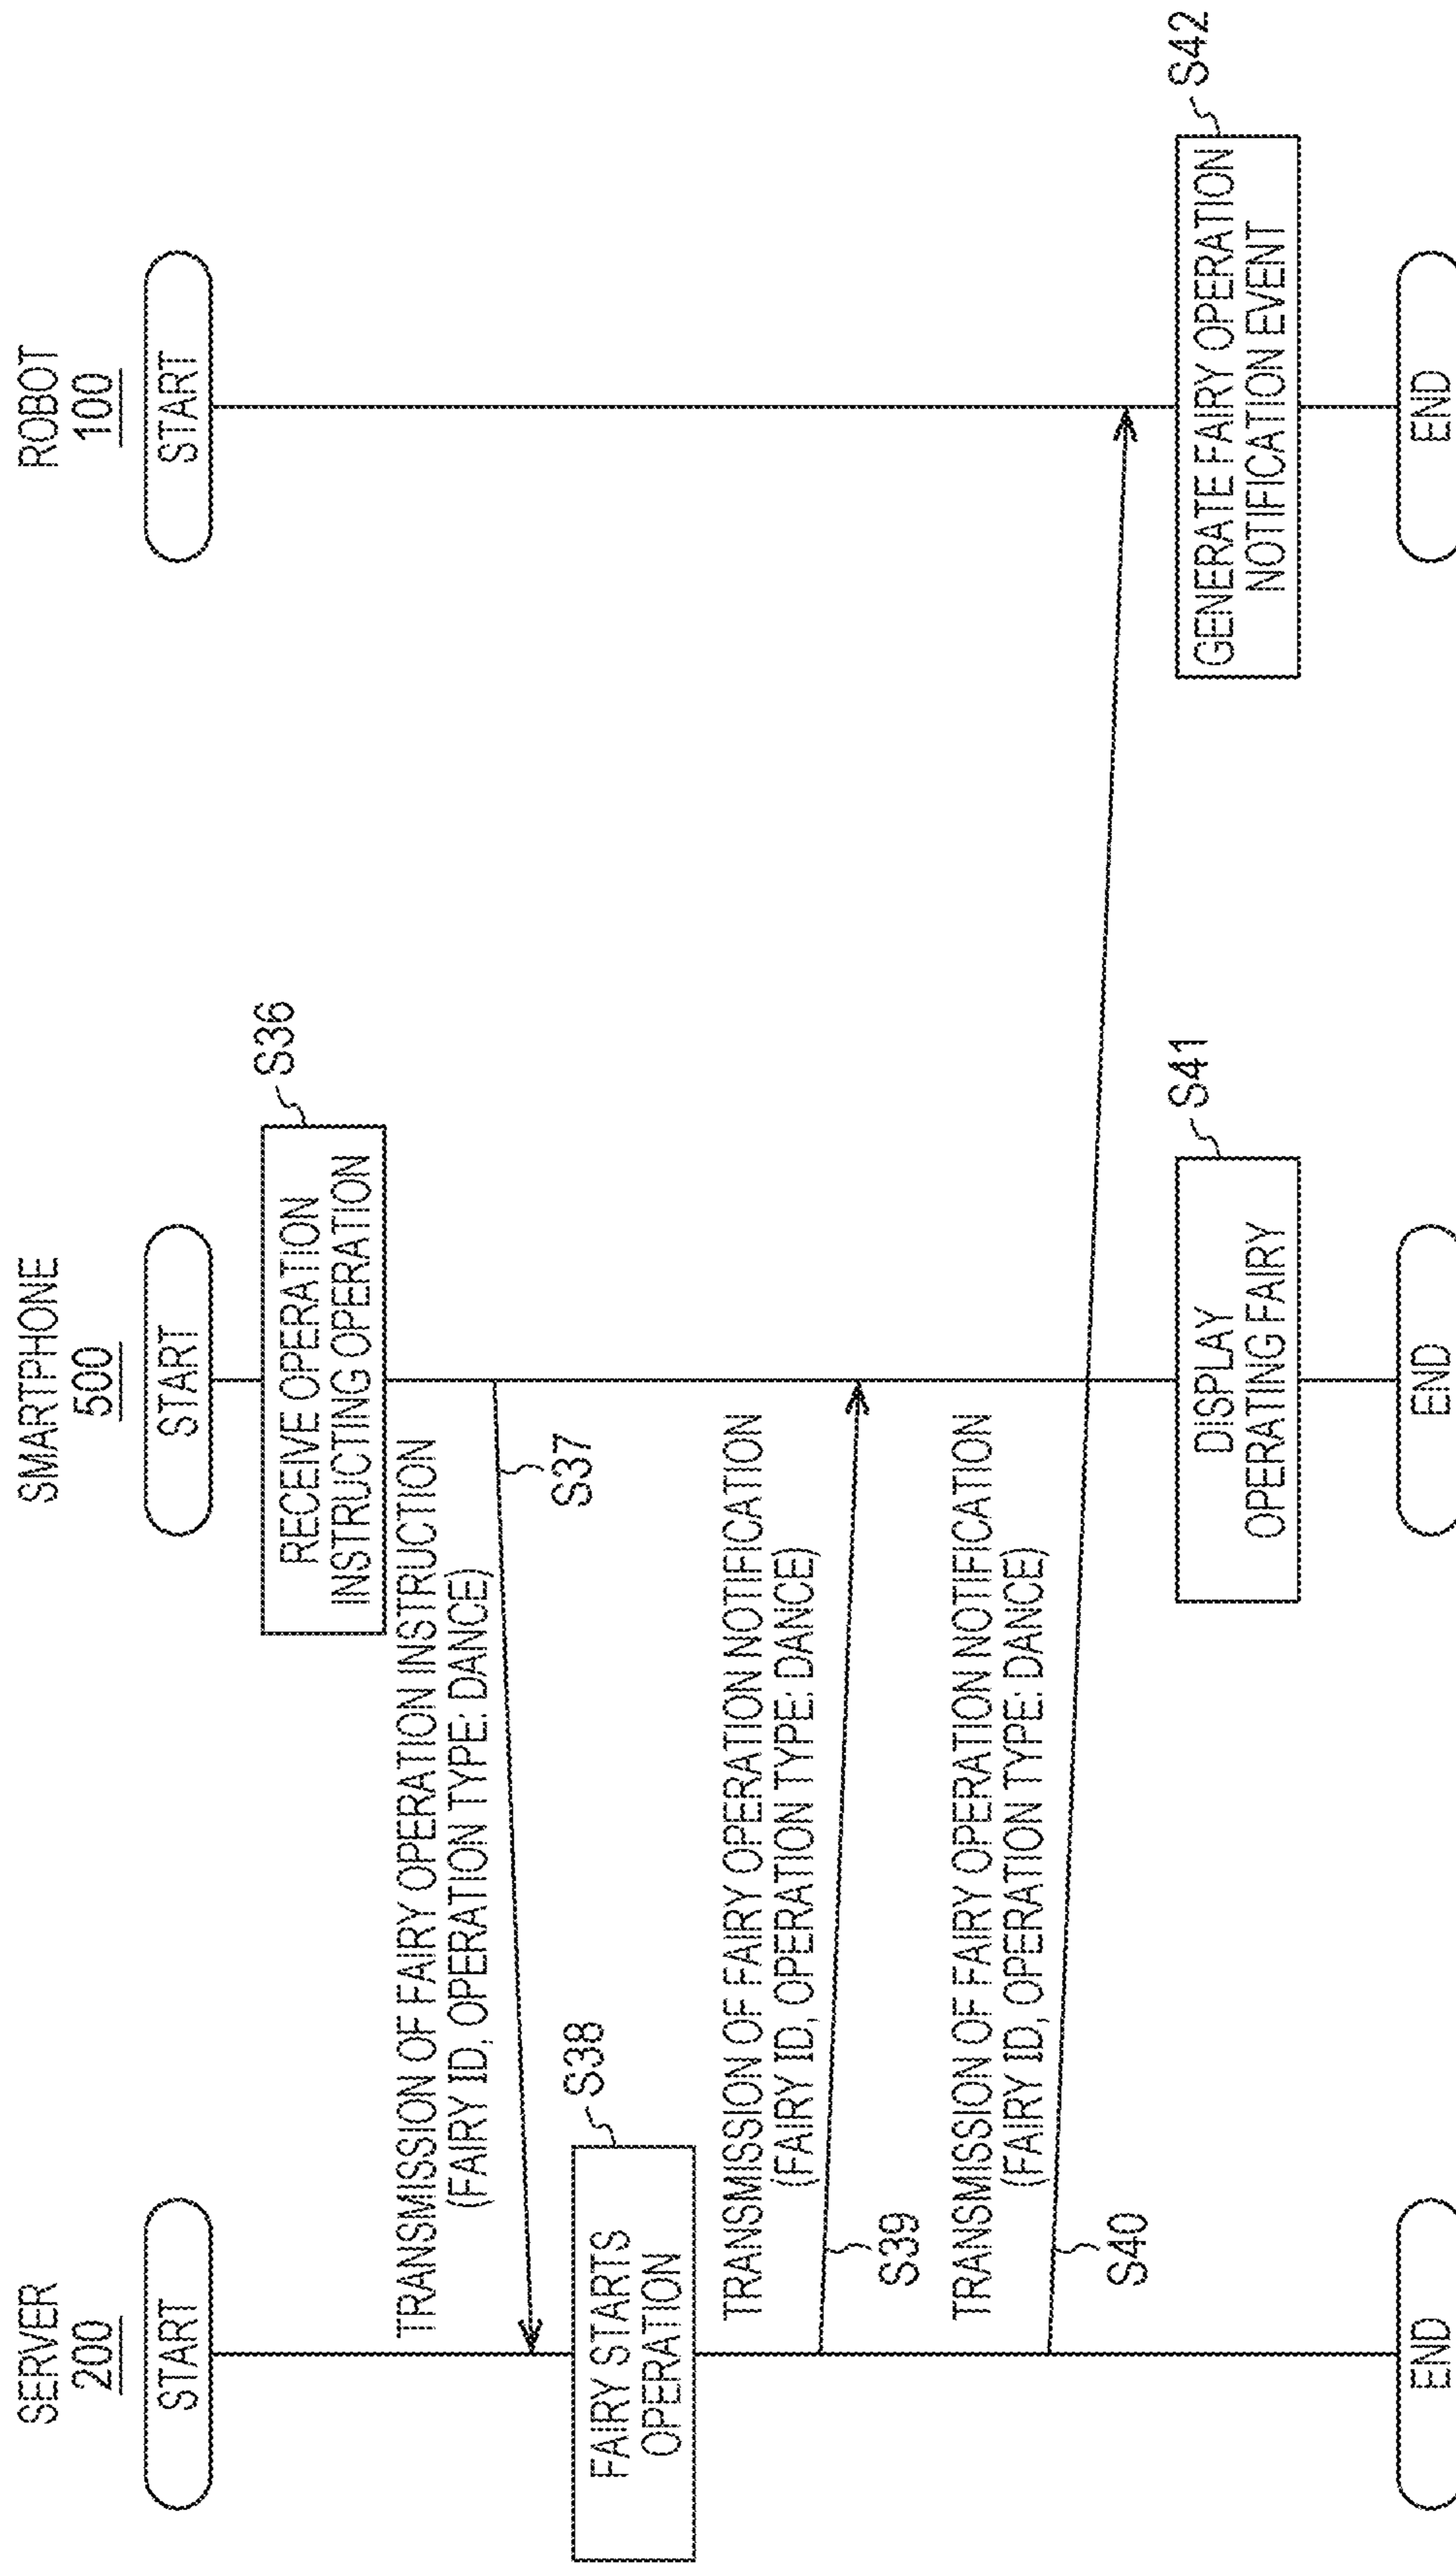 SERVER
200
SMARTPHONE
500
ROBOT
100
START
START
START
RECEIVE OPERATION
INSTRUCTING OPERATION
S36
TRANSMISSION OF FAIRY OPERATION INSTRUCTION
(FAIRY ID, OPERATION TYPE: DANCE)
S37
FAIRY STARTS
OPERATION
S38
TRANSMISSION OF FAIRY OPERATION NOTIFICATION
(FAIRY ID, OPERATION TYPE: DANCE)
S39
TRANSMISSION OF FAIRY OPERATION NOTIFICATION
(FAIRY ID, OPERATION TYPE: DANCE)
S40
DISPLAY
OPERATING FAIRY
S41
GENERATE FAIRY OPERATION
NOTIFICATION EVENT
S42
END
END
END